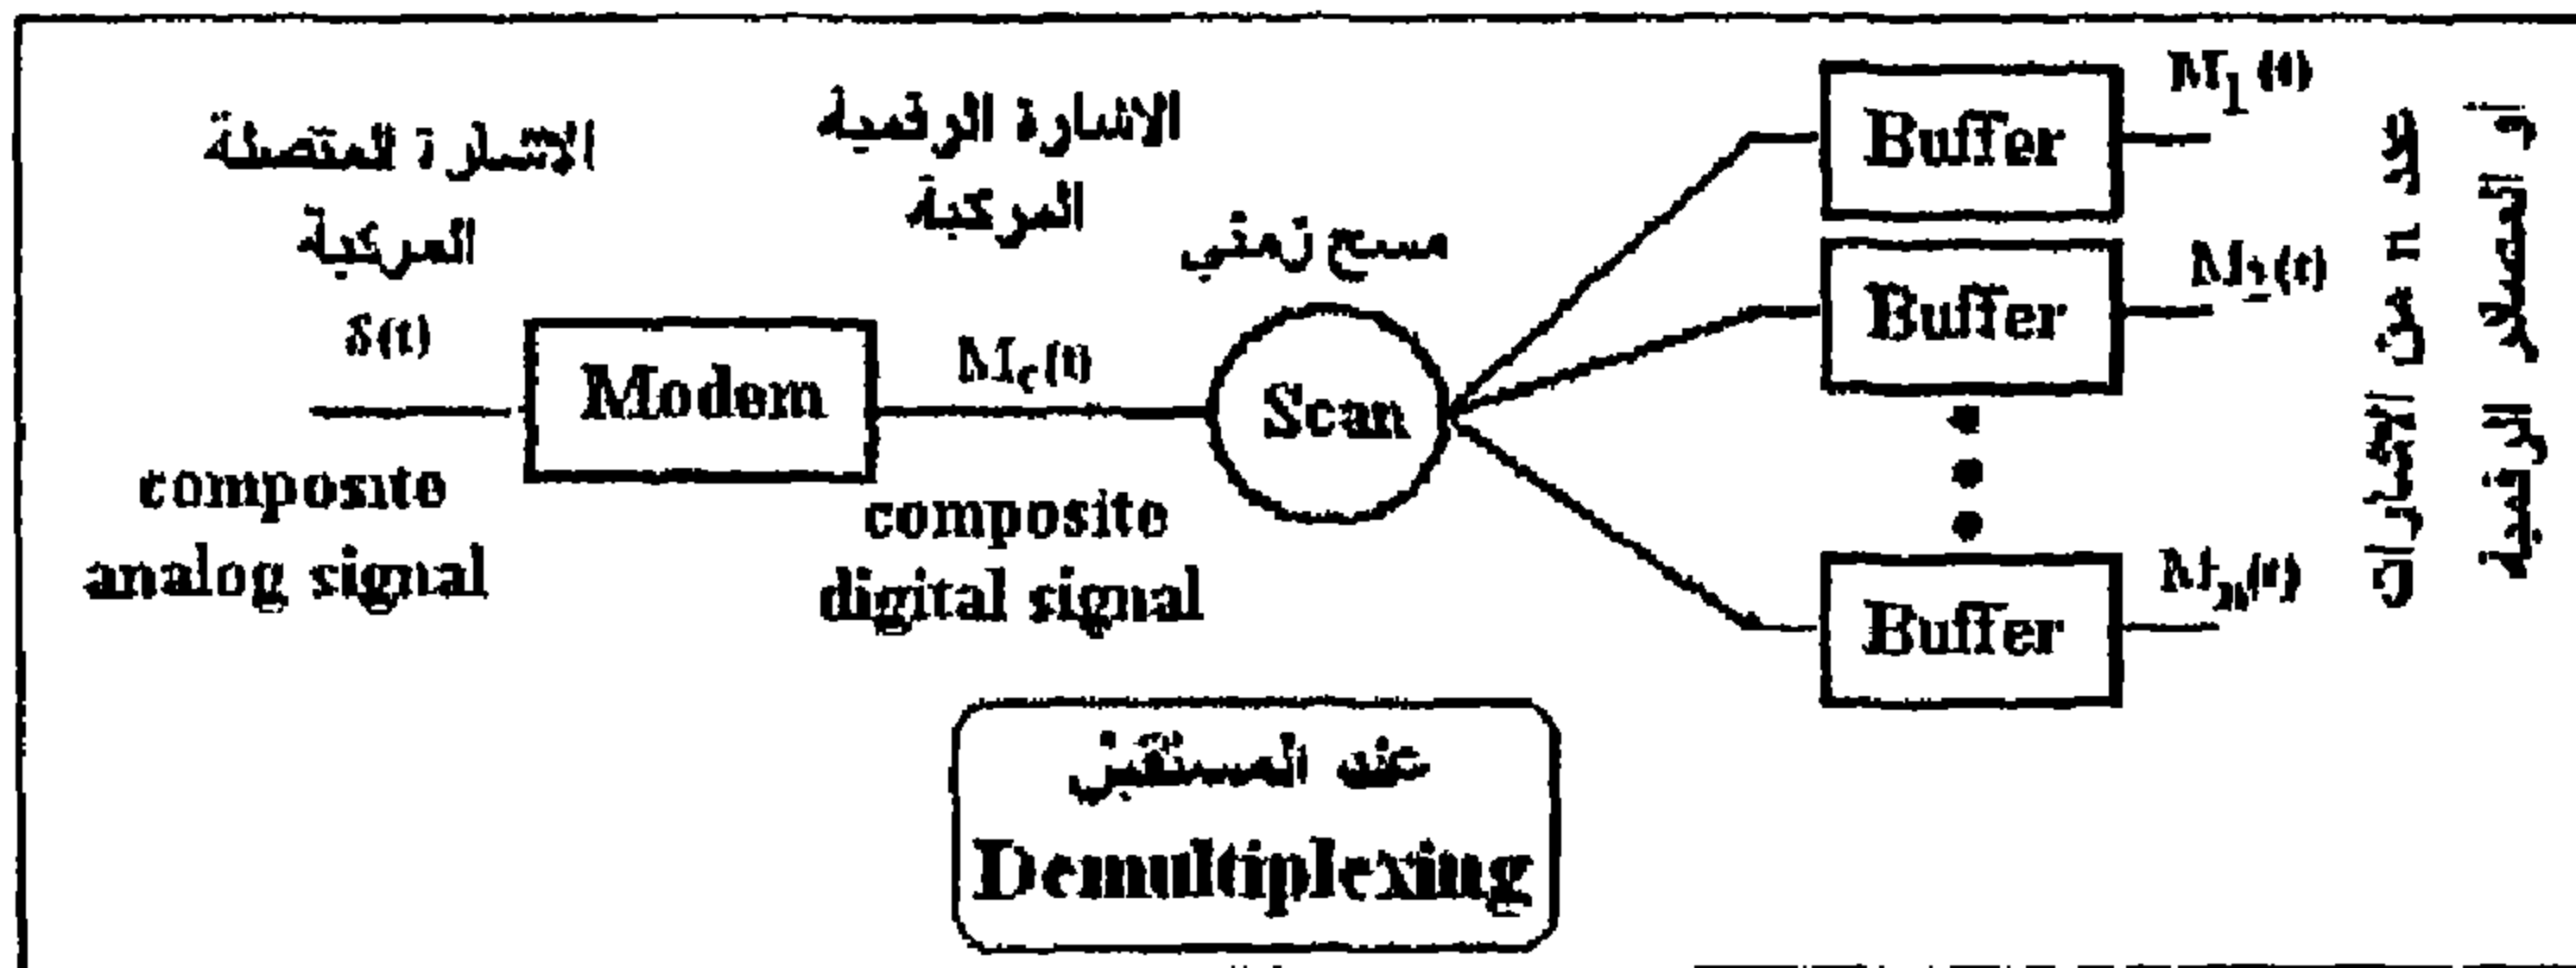 الاشارة المتصلة
المركبة
δ(t)
composite
analog signal
Modem
الاشارة الرقمية
المركبة
Mc(t)
composite
digital signal
مسح زمني
Scan
Buffer
M1(t)
Buffer
M2(t)
Buffer
Mn(t)
عدد n من الاشارات
أو المصادر الرقمية
عند المستقبل
Demultiplexing